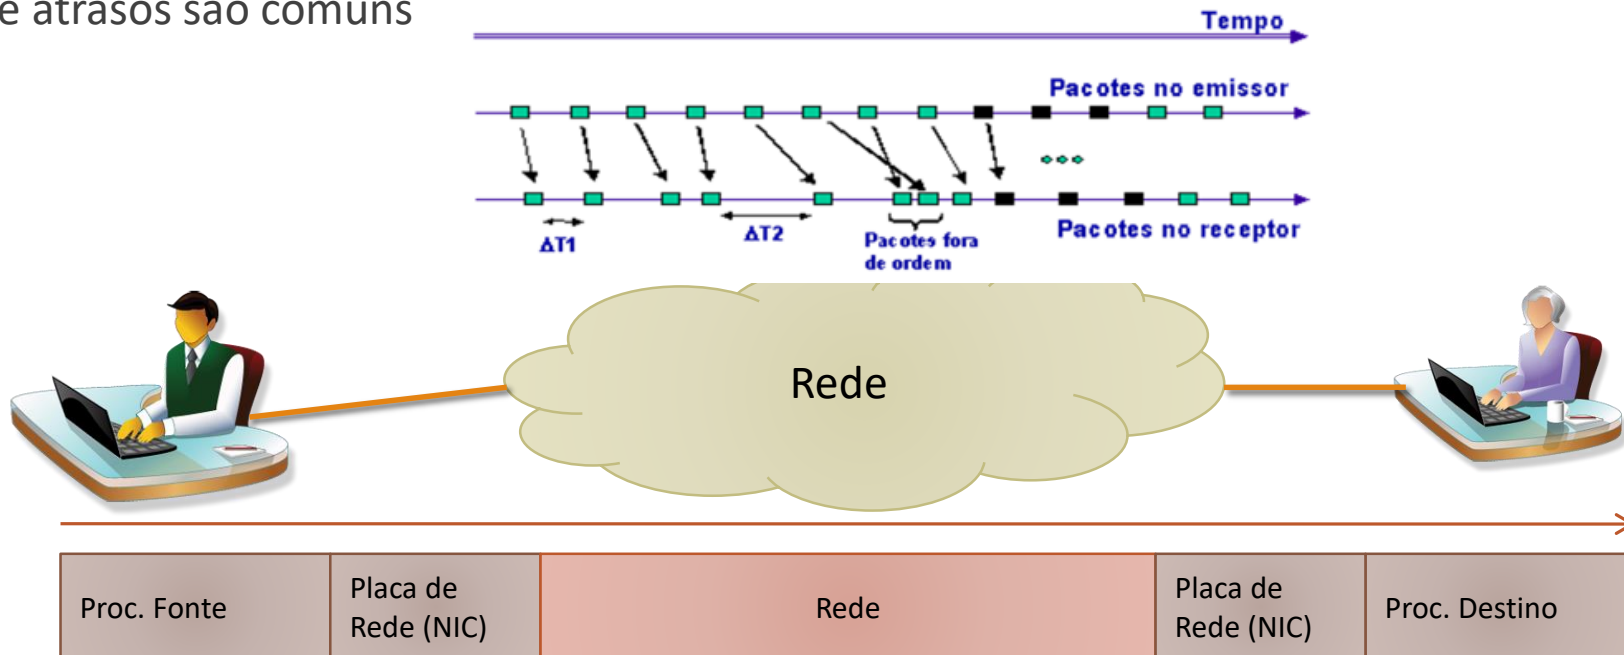 e atrasos são comuns
Tempo
Pacotes no emissor
ΔT1
ΔT2
Pacotes fora
de ordem
Pacotes no receptor
Rede
Proc. Fonte
Placa de
Rede (NIC)
Rede
Placa de
Rede (NIC)
Proc. Destino